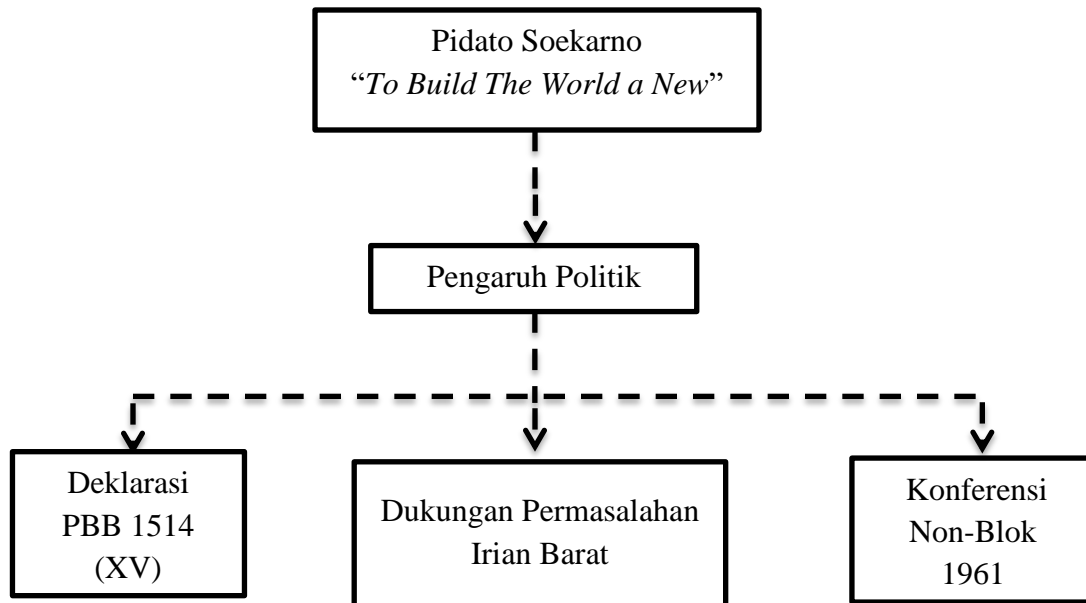 Pidato Soekarno
“To Build The World a New”
Pengaruh Politik
Deklarasi
PBB 1514
(XV)
Dukungan Permasalahan
Irian Barat
Konferensi
Non-Blok
1961